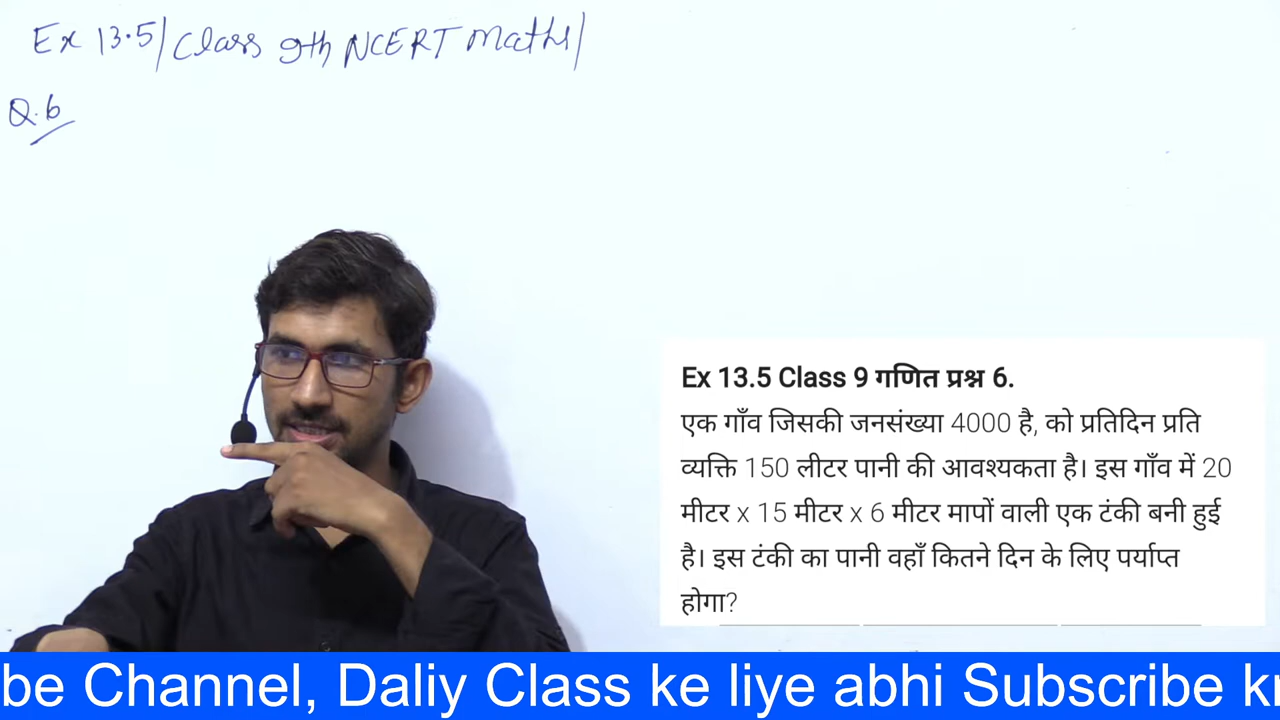 Ex 13.5/Class 9th NCERT Maths/
Q.6
Ex 13.5 Class 9 गणित प्रश्न 6.
एक गाँव जिसकी जनसंख्या 4000 है, को प्रतिदिन प्रति
व्यक्ति 150 लीटर पानी की आवश्यकता है। इस गाँव में 20
मीटर x 15 मीटर x 6 मीटर मापों वाली एक टंकी बनी हुई
है। इस टंकी का पानी वहाँ कितने दिन के लिए पर्याप्त
होगा?
be Channel, Daliy Class ke liye abhi Subscribe kr